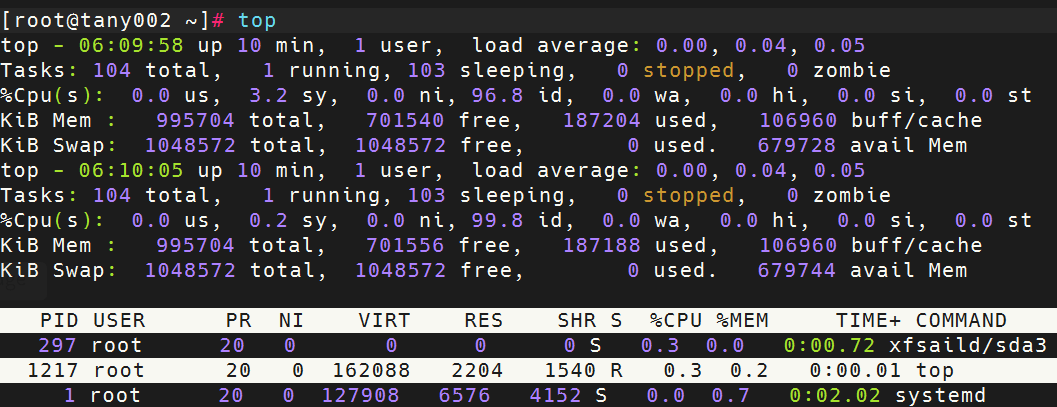 [root@tany002 ~]# top
top - 06:09:58 up 10 min,  1 user,  load average: 0.00, 0.04, 0.05
Tasks: 104 total,   1 running, 103 sleeping,   0 stopped,   0 zombie
%Cpu(s):  0.0 us,  3.2 sy,  0.0 ni, 96.8 id,  0.0 wa,  0.0 hi,  0.0 si,  0.0 st
KiB Mem :   995704 total,   701540 free,   187204 used,   106960 buff/cache
KiB Swap:  1048572 total,  1048572 free,        0 used.   679728 avail Mem
top - 06:10:05 up 10 min,  1 user,  load average: 0.00, 0.04, 0.05
Tasks: 104 total,   1 running, 103 sleeping,   0 stopped,   0 zombie
%Cpu(s):  0.0 us,  0.2 sy,  0.0 ni, 99.8 id,  0.0 wa,  0.0 hi,  0.0 si,  0.0 st
KiB Mem :   995704 total,   701556 free,   187188 used,   106960 buff/cache
KiB Swap:  1048572 total,  1048572 free,        0 used.   679744 avail Mem
PID USER      PR  NI    VIRT    RES    SHR S  %CPU %MEM     TIME+ COMMAND
297 root      20   0       0      0      0 S   0.3  0.0   0:00.72 xfsaild/sda3
1217 root      20   0  162088   2204   1540 R   0.3  0.2   0:00.01 top
1 root      20   0  127908   6576   4152 S   0.0  0.7   0:02.02 systemd